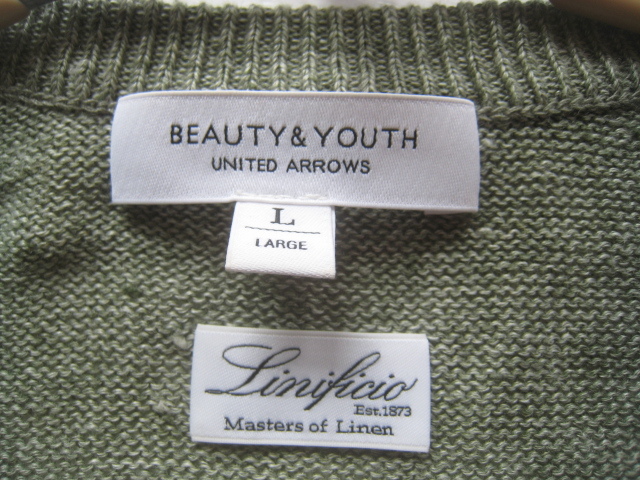 BEAUTY&YOUTH
UNITED ARROWS
L
LARGE
Linificio
Est.1873
Masters of Linen